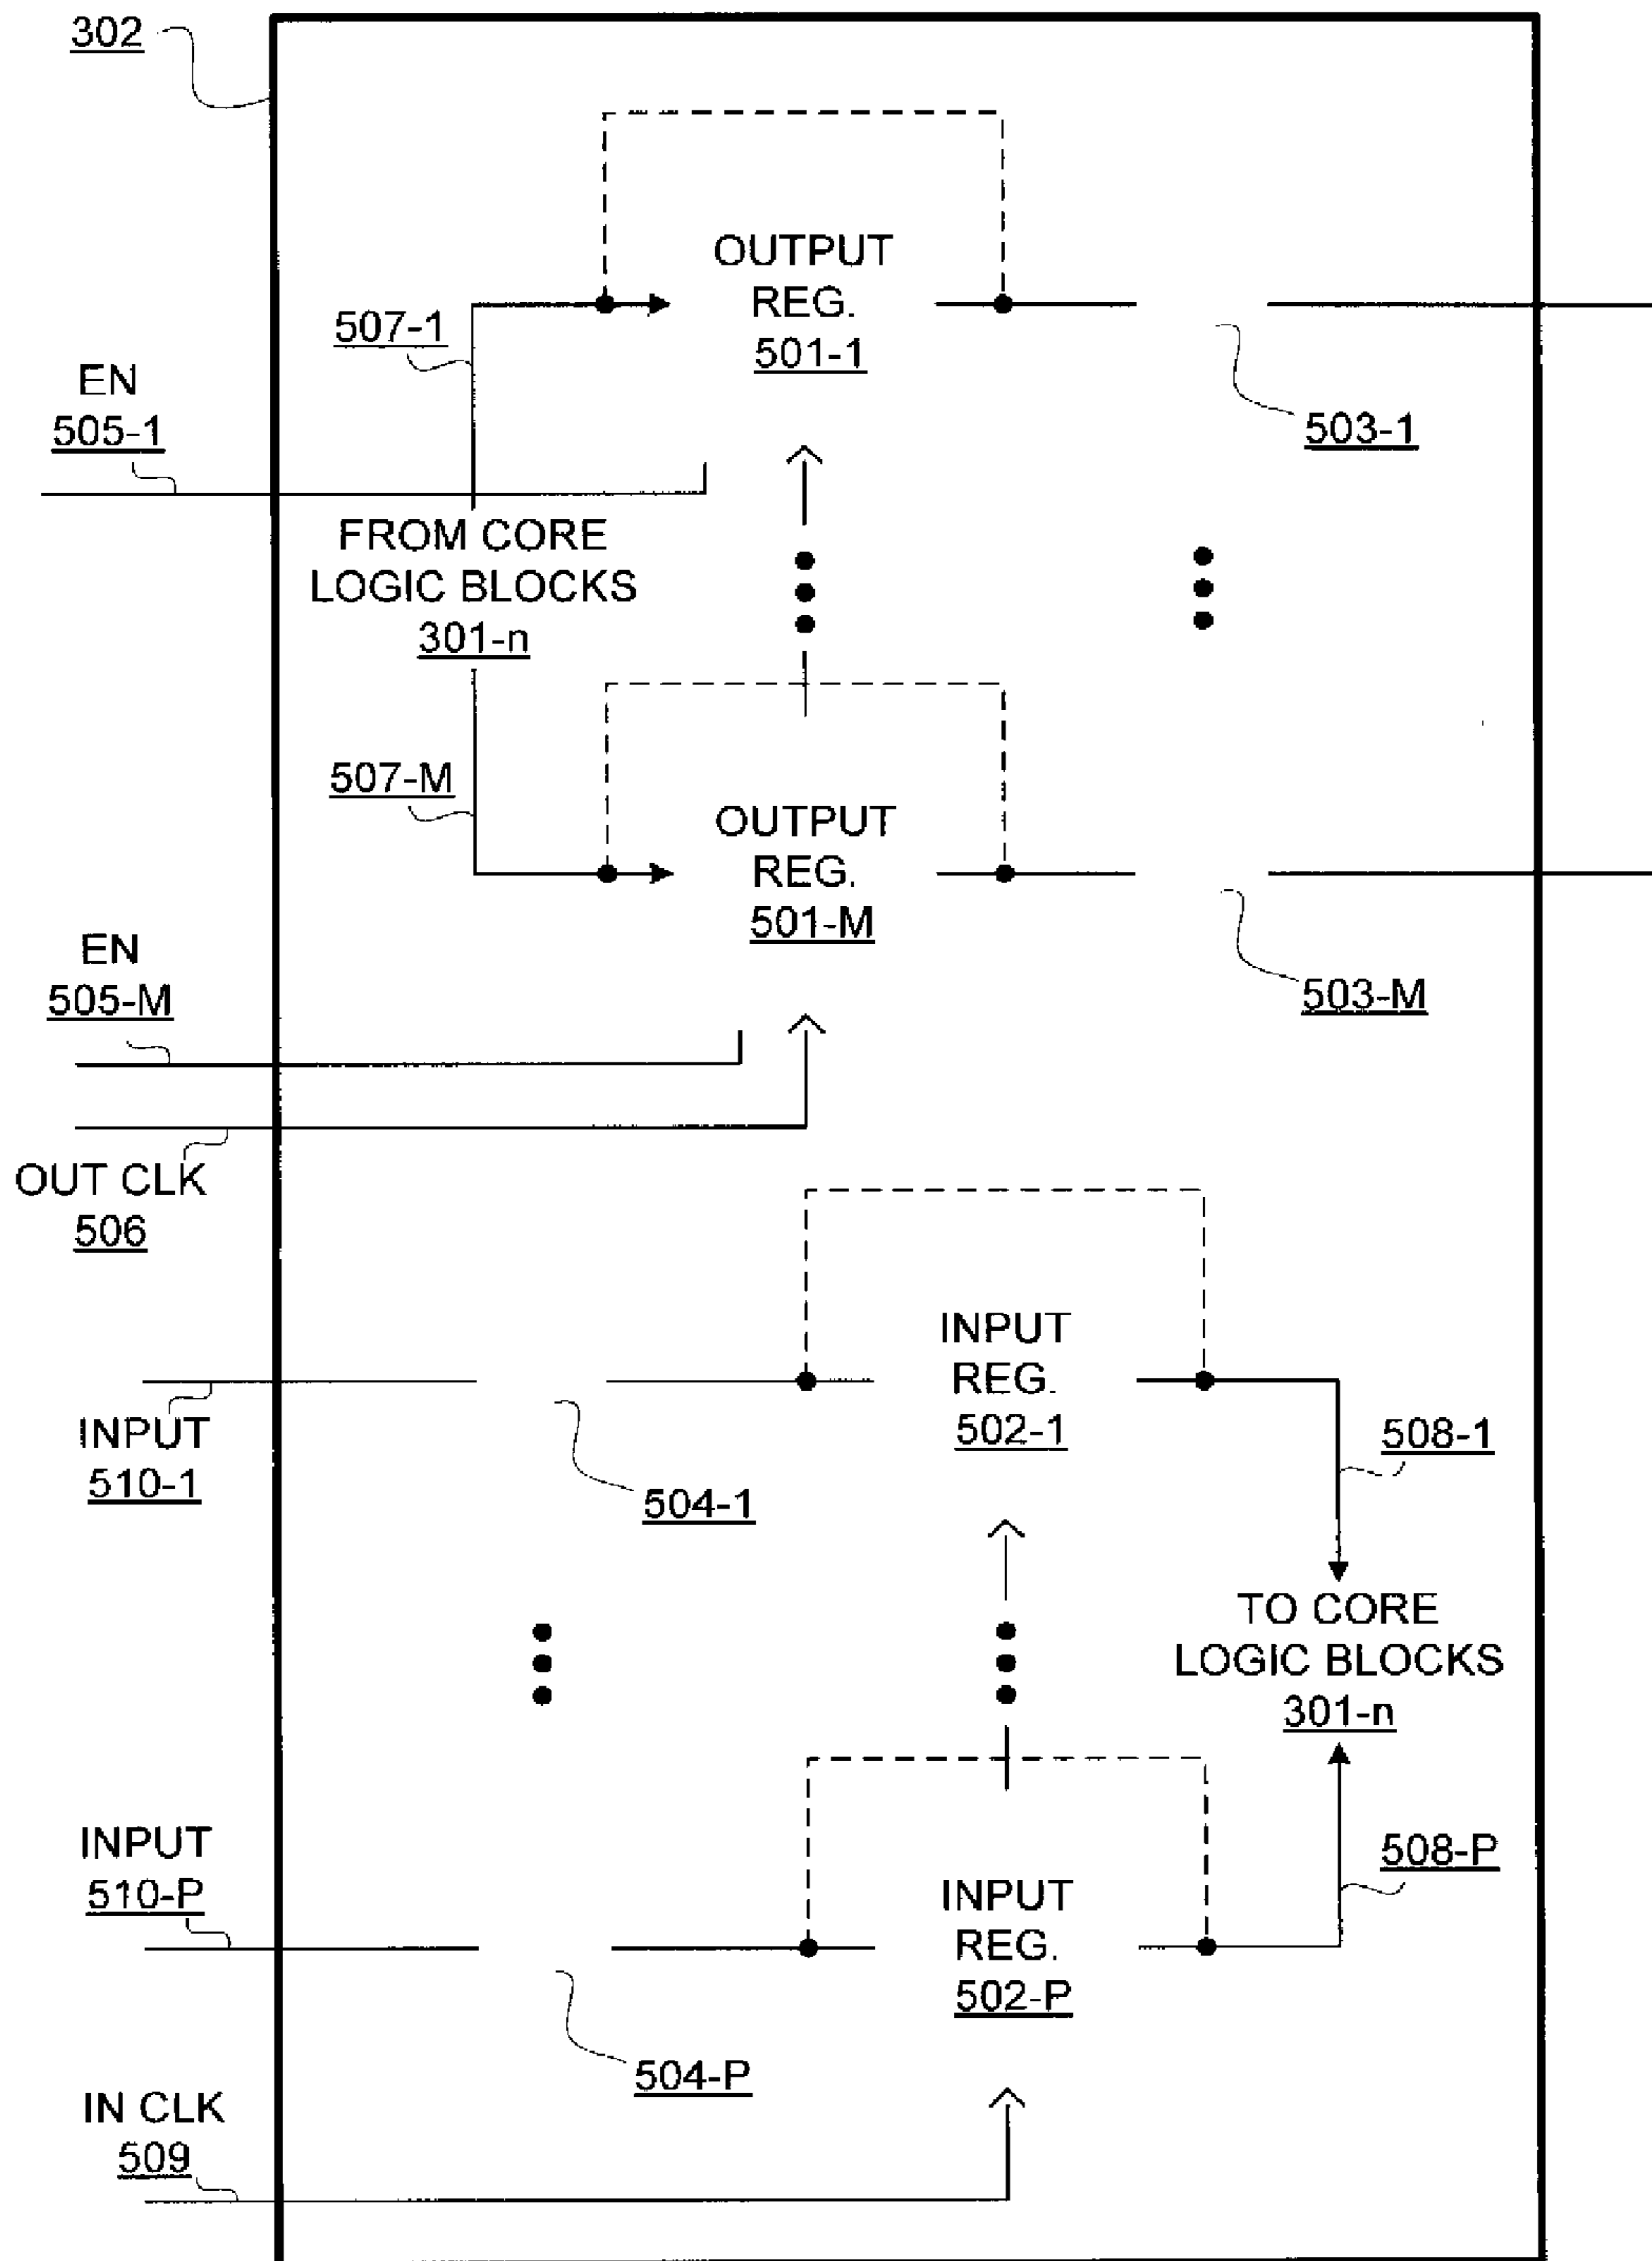 302
OUTPUT
REG.
501-1
507-1
503-1
EN
505-1
FROM CORE
LOGIC BLOCKS
301-n
507-M
OUTPUT
REG.
501-M
503-M
EN
505-M
OUT CLK
506
INPUT
REG.
502-1
INPUT
510-1
504-1
508-1
TO CORE
LOGIC BLOCKS
301-n
INPUT
510-P
INPUT
REG.
502-P
508-P
504-P
IN CLK
509